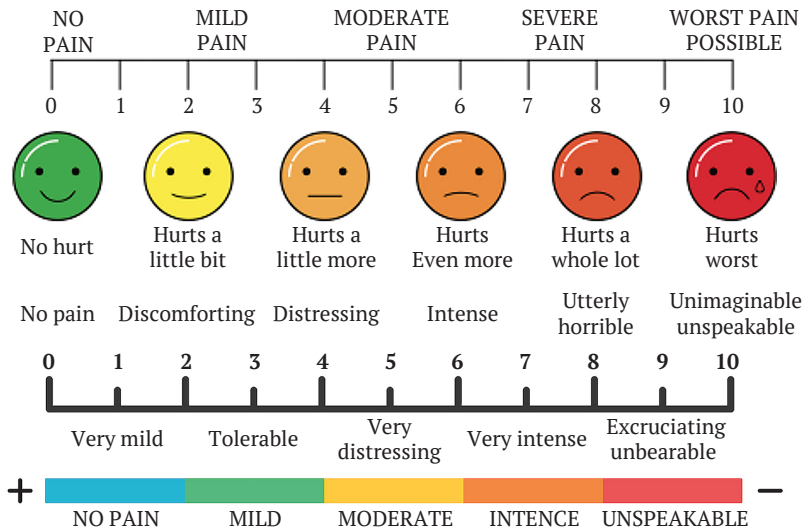 NO PAIN
MILD PAIN
MODERATE PAIN
SEVERE PAIN
WORST PAIN POSSIBLE
0 1 2 3 4 5 6 7 8 9 10
No hurt
Hurts a little bit
Hurts a little more
Hurts Even more
Hurts a whole lot
Hurts worst
No pain
Discomforting
Distressing
Intense
Utterly horrible
Unimaginable unspeakable
0 1 2 3 4 5 6 7 8 9 10
Very mild
Tolerable
Very distressing
Very intense
Excruciating unbearable
+ −
NO PAIN MILD MODERATE INTENCE UNSPEAKABLE